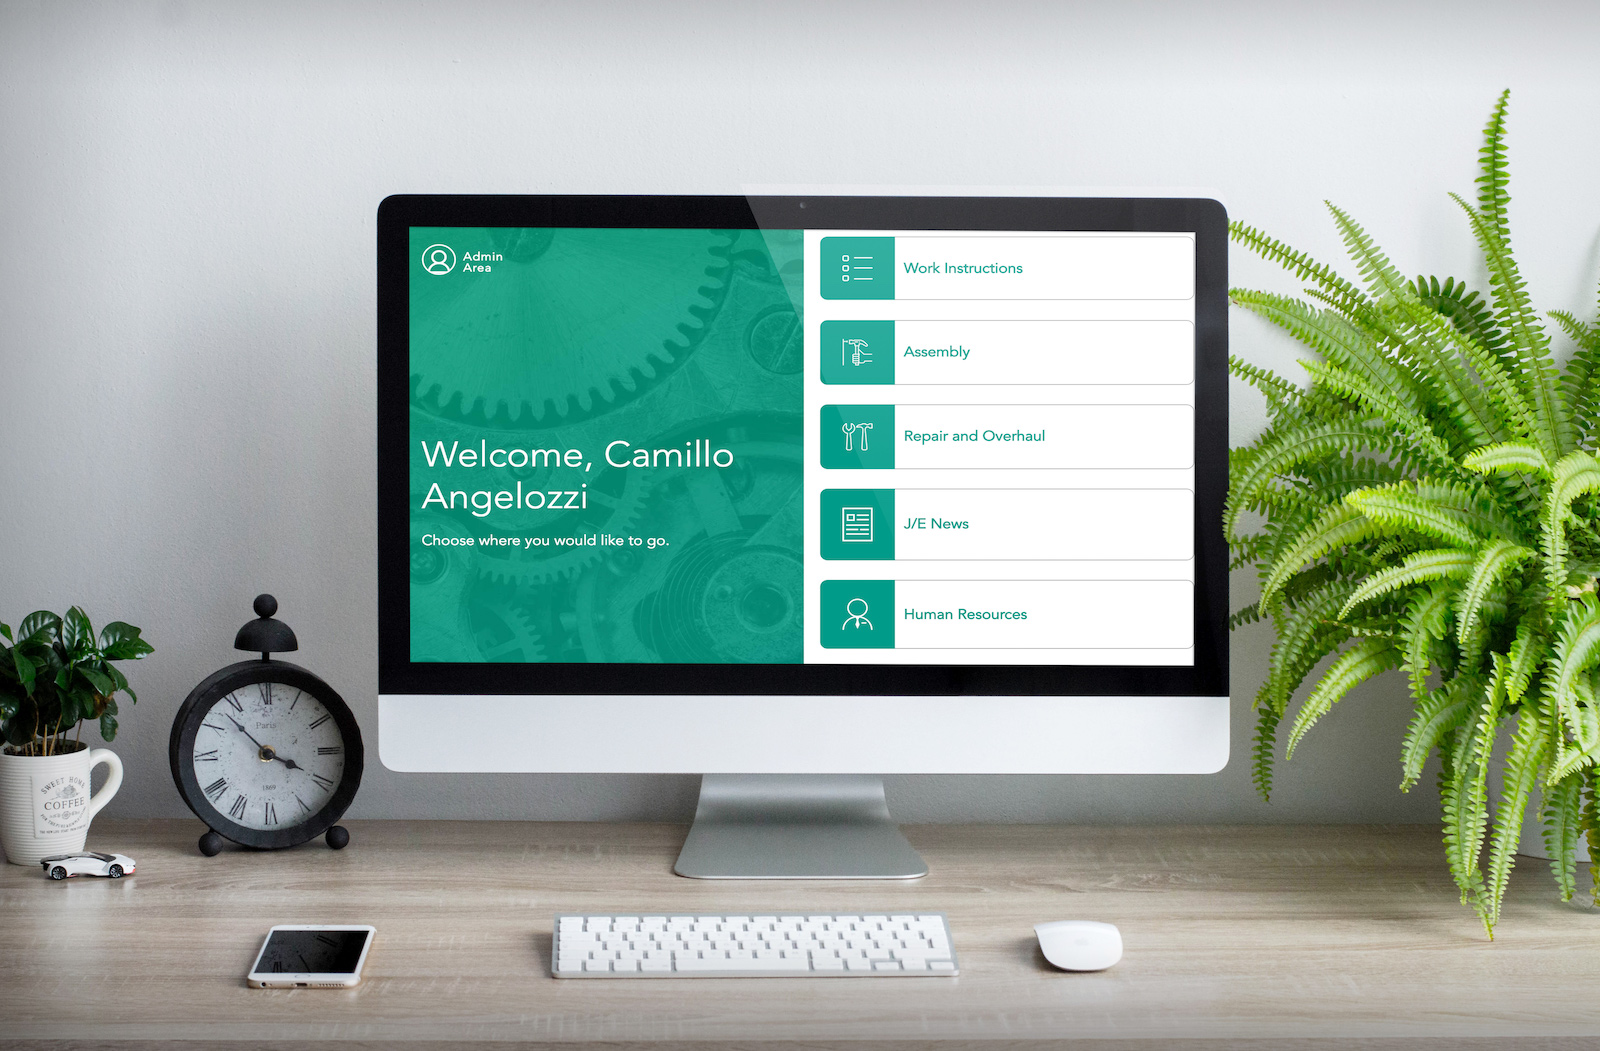 Admin
Area
Welcome, Camillo
Angelozzi
Choose where you would like to go.
Work Instructions
Assembly
Repair and Overhaul
J/E News
Human Resources
Paris
1869
SWEET HOME
COFFEE